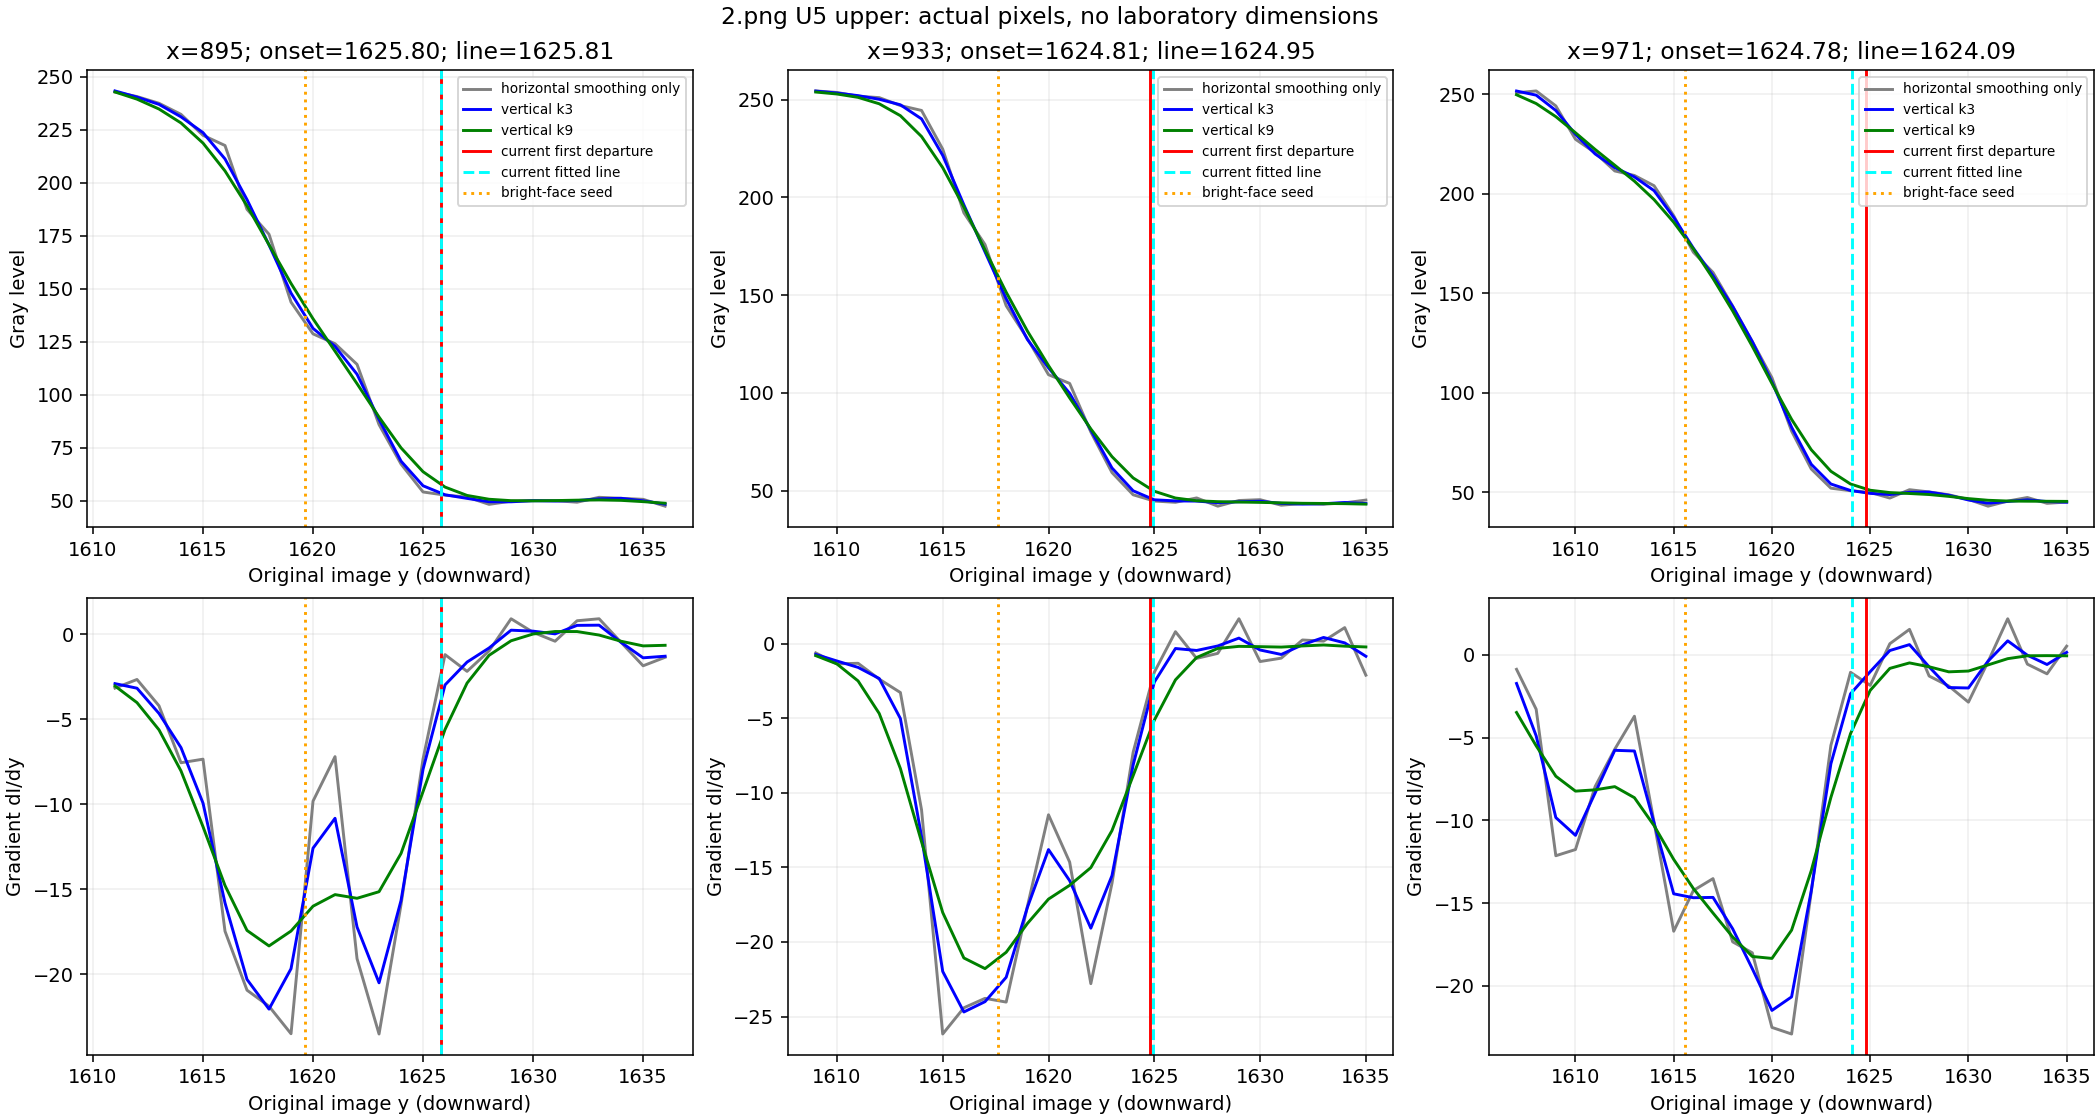 2.png U5 upper: actual pixels, no laboratory dimensions
x=895; onset=1625.80; line=1625.81
x=933; onset=1624.81; line=1624.95
x=971; onset=1624.78; line=1624.09
Gray level
250
225
200
175
150
125
100
75
50
horizontal smoothing only
vertical k3
vertical k9
current first departure
current fitted line
bright-face seed
1610 1615 1620 1625 1630 1635
Original image y (downward)
Gray level
250
200
150
100
50
horizontal smoothing only
vertical k3
vertical k9
current first departure
current fitted line
bright-face seed
1610 1615 1620 1625 1630 1635
Original image y (downward)
Gray level
250
200
150
100
50
horizontal smoothing only
vertical k3
vertical k9
current first departure
current fitted line
bright-face seed
1610 1615 1620 1625 1630 1635
Original image y (downward)
Gradient dI/dy
0
−5
−10
−15
−20
1610 1615 1620 1625 1630 1635
Original image y (downward)
Gradient dI/dy
0
−5
−10
−15
−20
−25
1610 1615 1620 1625 1630 1635
Original image y (downward)
Gradient dI/dy
0
−5
−10
−15
−20
1610 1615 1620 1625 1630 1635
Original image y (downward)